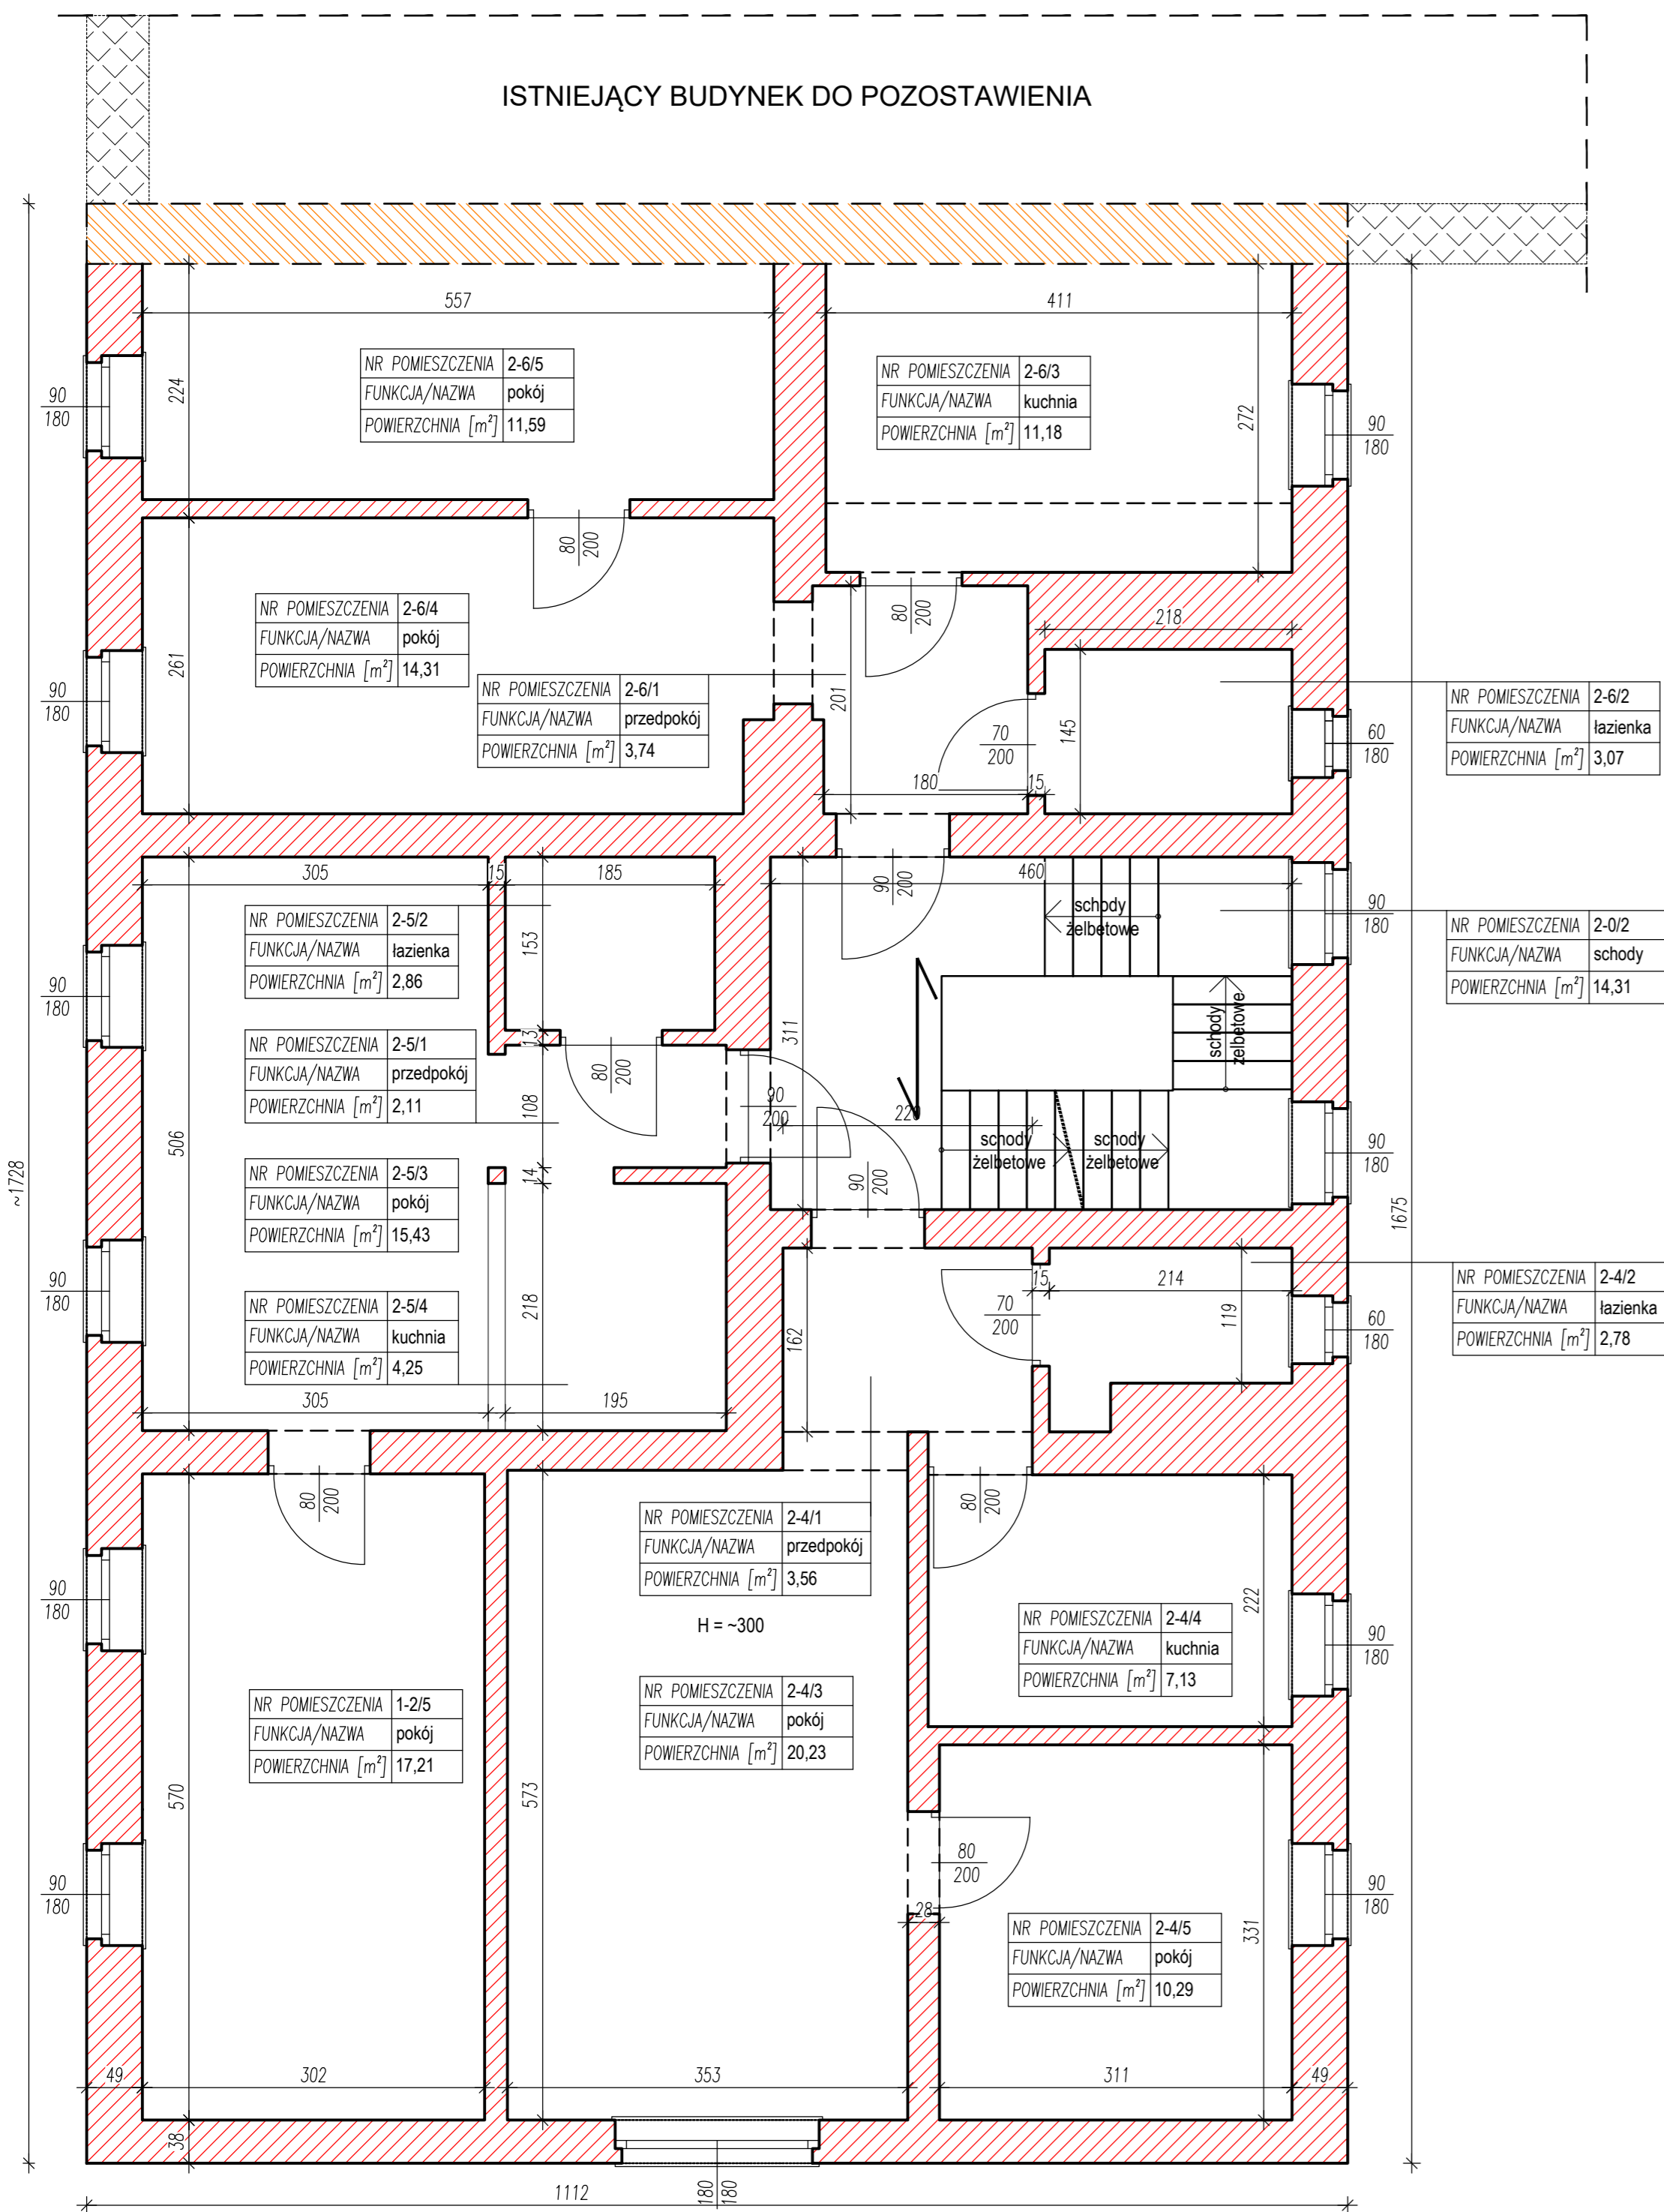 ISTNIEJĄCY BUDYNEK DO POZOSTAWIENIA
557
411
224
272
NR POMIESZCZENIA 2-6/5
FUNKCJA/NAZWA pokój
POWIERZCHNIA [m²] 11,59
NR POMIESZCZENIA 2-6/3
FUNKCJA/NAZWA kuchnia
POWIERZCHNIA [m²] 11,18
90
180
90
180
80
200
80
200
NR POMIESZCZENIA 2-6/4
FUNKCJA/NAZWA pokój
POWIERZCHNIA [m²] 14,31
261
218
90
180
NR POMIESZCZENIA 2-6/1
FUNKCJA/NAZWA przedpokój
POWIERZCHNIA [m²] 3,74
201
145
70
200
60
180
NR POMIESZCZENIA 2-6/2
FUNKCJA/NAZWA łazienka
POWIERZCHNIA [m²] 3,07
180
15
305
15
185
460
90
200
NR POMIESZCZENIA 2-5/2
FUNKCJA/NAZWA łazienka
POWIERZCHNIA [m²] 2,86
153
schody
żelbetowe
90
180
NR POMIESZCZENIA 2-0/2
FUNKCJA/NAZWA schody
POWIERZCHNIA [m²] 14,31
90
180
13
311
schody
żelbetowe
NR POMIESZCZENIA 2-5/1
FUNKCJA/NAZWA przedpokój
POWIERZCHNIA [m²] 2,11
80
200
108
90
200
220
506
schody
żelbetowe
schody
żelbetowe
90
180
14
90
200
NR POMIESZCZENIA 2-5/3
FUNKCJA/NAZWA pokój
POWIERZCHNIA [m²] 15,43
~1728
1675
90
180
NR POMIESZCZENIA 2-5/4
FUNKCJA/NAZWA kuchnia
POWIERZCHNIA [m²] 4,25
218
162
15
214
119
70
200
60
180
NR POMIESZCZENIA 2-4/2
FUNKCJA/NAZWA łazienka
POWIERZCHNIA [m²] 2,78
305
195
80
200
80
200
NR POMIESZCZENIA 2-4/1
FUNKCJA/NAZWA przedpokój
POWIERZCHNIA [m²] 3,56
90
180
H = ~300
222
NR POMIESZCZENIA 2-4/4
FUNKCJA/NAZWA kuchnia
POWIERZCHNIA [m²] 7,13
90
180
NR POMIESZCZENIA 1-2/5
FUNKCJA/NAZWA pokój
POWIERZCHNIA [m²] 17,21
NR POMIESZCZENIA 2-4/3
FUNKCJA/NAZWA pokój
POWIERZCHNIA [m²] 20,23
570
573
80
200
90
180
90
180
28
331
NR POMIESZCZENIA 2-4/5
FUNKCJA/NAZWA pokój
POWIERZCHNIA [m²] 10,29
49
302
353
311
49
38
180
180
1112